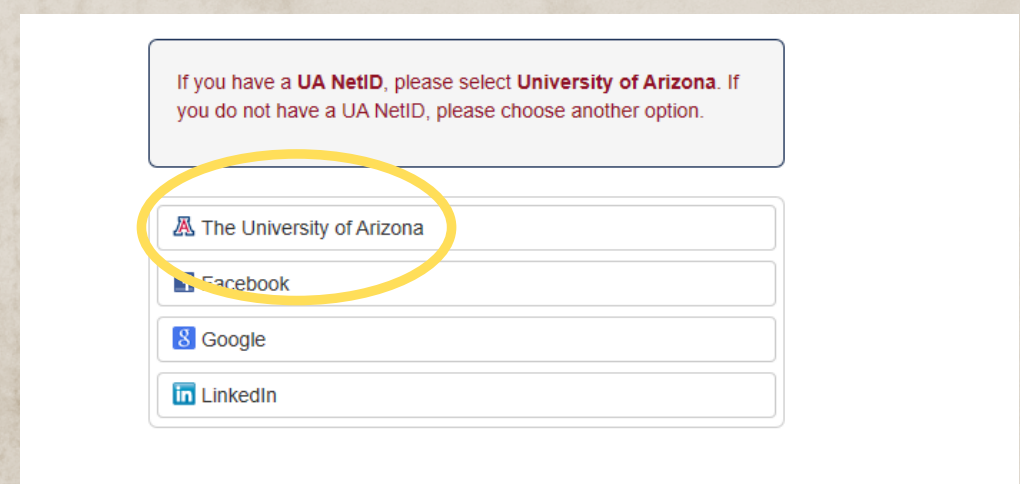 If you have a UA NetID, please select University of Arizona. If
you do not have a UA NetID, please choose another option.
The University of Arizona
Facebook
Google
LinkedIn